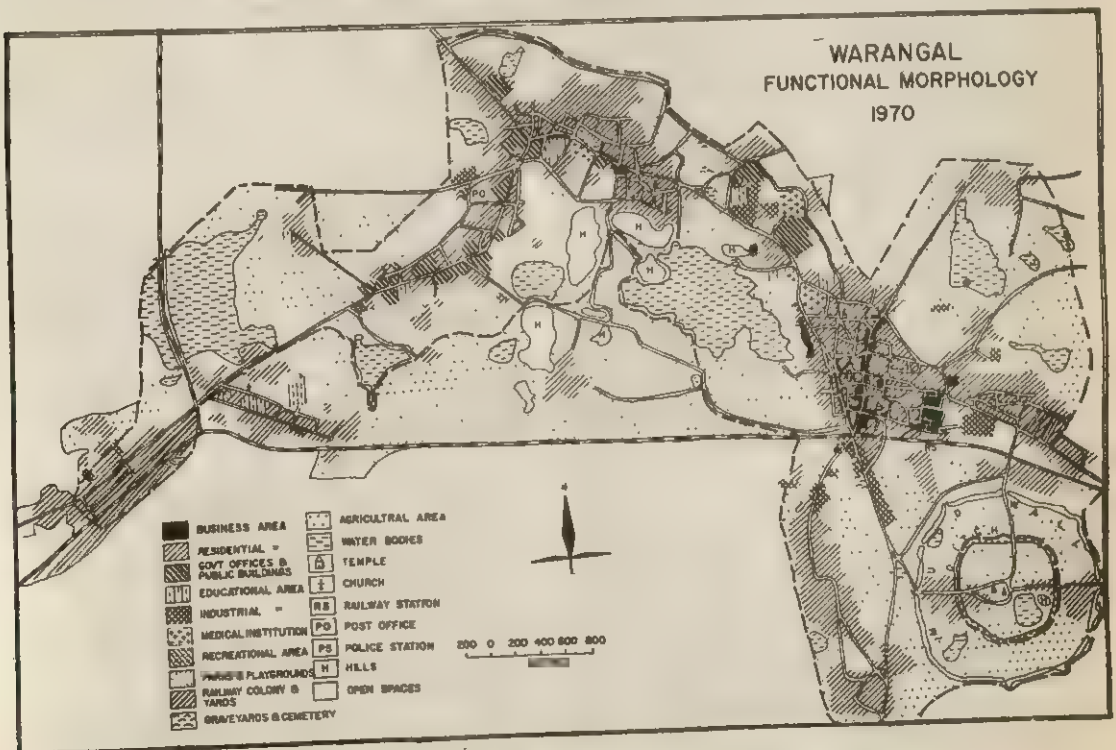 WARANGAL
FUNCTIONAL MORPHOLOGY
1970
PO
H
H
H
H
H
H
H
BUSINESS AREA
RESIDENTIAL "
GOVT OFFICES &
PUBLIC BUILDINGS
EDUCATIONAL AREA
INDUSTRIAL "
MEDICAL INSTITUTION
RECREATIONAL AREA
PARKS & PLAYGROUNDS
RAILWAY COLONY &
YARDS
GRAVEYARDS & CEMETERY
AGRICULTRAL AREA
WATER BODIES
TEMPLE
CHURCH
RS RAILWAY STATION
PO POST OFFICE
PS POLICE STATION
H HILLS
OPEN SPACES
200 0 200 400 600 800